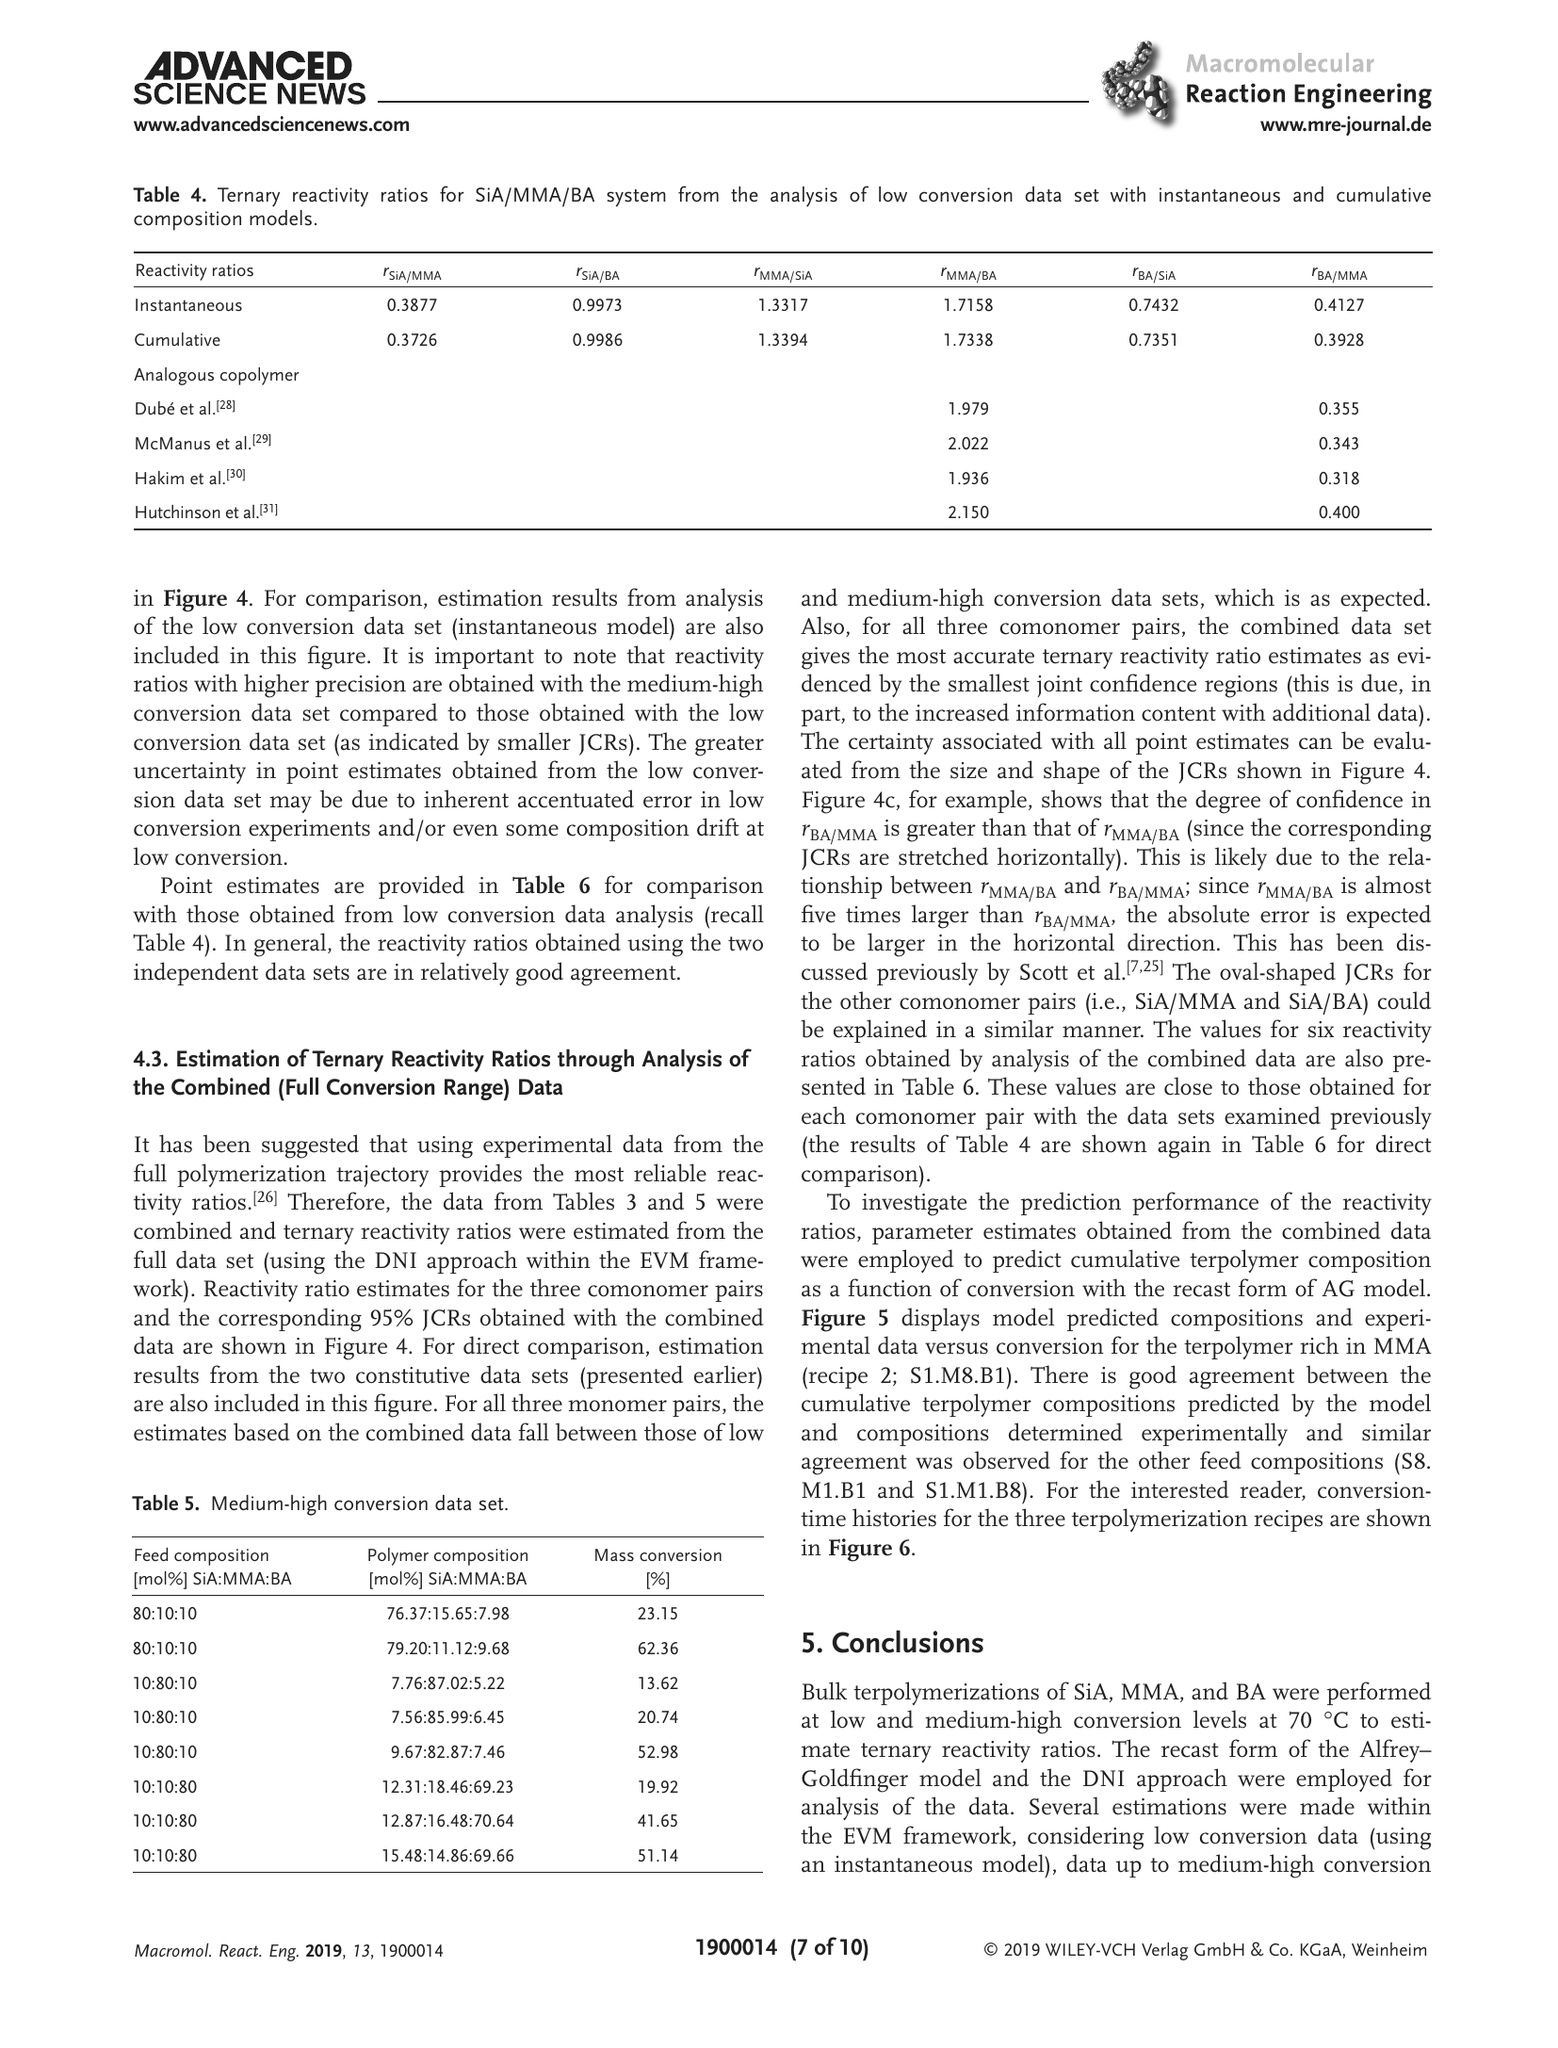 ADVANCED
SCIENCE NEWS
www.advancedsciencenews.com
Macromolecular
Reaction Engineering
www.mre-journal.de
Table 4. Ternary reactivity ratios for SiA/MMA/BA system from the analysis of low conversion data set with instantaneous and cumulative
composition models.
Reactivity ratios rSiA/MMA rSiA/BA rMMA/SiA rMMA/BA rBA/SiA rBA/MMA
Instantaneous 0.3877 0.9973 1.3317 1.7158 0.7432 0.4127
Cumulative 0.3726 0.9986 1.3394 1.7338 0.7351 0.3928
Analogous copolymer
Dubé et al.[28] 1.979 0.355
McManus et al.[29] 2.022 0.343
Hakim et al.[30] 1.936 0.318
Hutchinson et al.[31] 2.150 0.400
in Figure 4. For comparison, estimation results from analysis
of the low conversion data set (instantaneous model) are also
included in this figure. It is important to note that reactivity
ratios with higher precision are obtained with the medium-high
conversion data set compared to those obtained with the low
conversion data set (as indicated by smaller JCRs). The greater
uncertainty in point estimates obtained from the low conver-
sion data set may be due to inherent accentuated error in low
conversion experiments and/or even some composition drift at
low conversion.
Point estimates are provided in Table 6 for comparison
with those obtained from low conversion data analysis (recall
Table 4). In general, the reactivity ratios obtained using the two
independent data sets are in relatively good agreement.
4.3. Estimation of Ternary Reactivity Ratios through Analysis of
the Combined (Full Conversion Range) Data
It has been suggested that using experimental data from the
full polymerization trajectory provides the most reliable reac-
tivity ratios.[26] Therefore, the data from Tables 3 and 5 were
combined and ternary reactivity ratios were estimated from the
full data set (using the DNI approach within the EVM frame-
work). Reactivity ratio estimates for the three comonomer pairs
and the corresponding 95% JCRs obtained with the combined
data are shown in Figure 4. For direct comparison, estimation
results from the two constitutive data sets (presented earlier)
are also included in this figure. For all three monomer pairs, the
estimates based on the combined data fall between those of low
Table 5. Medium-high conversion data set.
Feed composition Polymer composition Mass conversion
[mol%] SiA:MMA:BA [mol%] SiA:MMA:BA [%]
80:10:10 76.37:15.65:7.98 23.15
80:10:10 79.20:11.12:9.68 62.36
10:80:10 7.76:87.02:5.22 13.62
10:80:10 7.56:85.99:6.45 20.74
10:80:10 9.67:82.87:7.46 52.98
10:10:80 12.31:18.46:69.23 19.92
10:10:80 12.87:16.48:70.64 41.65
10:10:80 15.48:14.86:69.66 51.14
and medium-high conversion data sets, which is as expected.
Also, for all three comonomer pairs, the combined data set
gives the most accurate ternary reactivity ratio estimates as evi-
denced by the smallest joint confidence regions (this is due, in
part, to the increased information content with additional data).
The certainty associated with all point estimates can be evalu-
ated from the size and shape of the JCRs shown in Figure 4.
Figure 4c, for example, shows that the degree of confidence in
rBA/MMA is greater than that of rMMA/BA (since the corresponding
JCRs are stretched horizontally). This is likely due to the rela-
tionship between rMMA/BA and rBA/MMA; since rMMA/BA is almost
five times larger than rBA/MMA, the absolute error is expected
to be larger in the horizontal direction. This has been dis-
cussed previously by Scott et al.[7,25] The oval-shaped JCRs for
the other comonomer pairs (i.e., SiA/MMA and SiA/BA) could
be explained in a similar manner. The values for six reactivity
ratios obtained by analysis of the combined data are also pre-
sented in Table 6. These values are close to those obtained for
each comonomer pair with the data sets examined previously
(the results of Table 4 are shown again in Table 6 for direct
comparison).
To investigate the prediction performance of the reactivity
ratios, parameter estimates obtained from the combined data
were employed to predict cumulative terpolymer composition
as a function of conversion with the recast form of AG model.
Figure 5 displays model predicted compositions and experi-
mental data versus conversion for the terpolymer rich in MMA
(recipe 2; S1.M8.B1). There is good agreement between the
cumulative terpolymer compositions predicted by the model
and compositions determined experimentally and similar
agreement was observed for the other feed compositions (S8.
M1.B1 and S1.M1.B8). For the interested reader, conversion-
time histories for the three terpolymerization recipes are shown
in Figure 6.
5. Conclusions
Bulk terpolymerizations of SiA, MMA, and BA were performed
at low and medium-high conversion levels at 70 °C to esti-
mate ternary reactivity ratios. The recast form of the Alfrey–
Goldfinger model and the DNI approach were employed for
analysis of the data. Several estimations were made within
the EVM framework, considering low conversion data (using
an instantaneous model), data up to medium-high conversion
Macromol. React. Eng. 2019, 13, 1900014
1900014 (7 of 10)
© 2019 WILEY-VCH Verlag GmbH & Co. KGaA, Weinheim